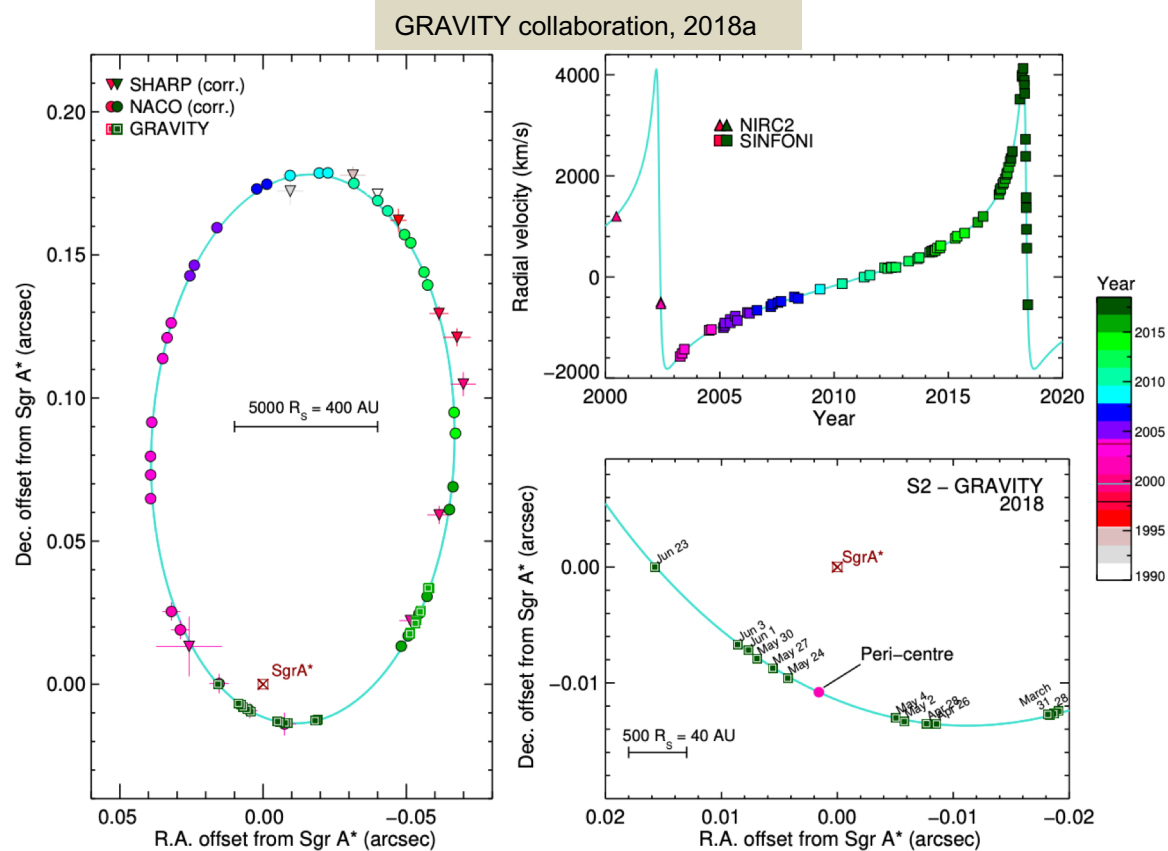 GRAVITY collaboration, 2018a
SHARP (corr.)
NACO (corr.)
GRAVITY
0.20
0.15
0.10
0.05
0.00
5000 R_S = 400 AU
SgrA*
0.05
0.00
−0.05
R.A. offset from Sgr A* (arcsec)
Dec. offset from Sgr A* (arcsec)
4000
2000
0
−2000
Radial velocity (km/s)
NIRC2
SINFONI
2000
2005
2010
2015
2020
Year
S2 − GRAVITY
2018
SgrA*
Jun 23
Jun 3
Jun 1
May 30
May 27
May 24
Peri-centre
May 4
May 2
Apr 28
Apr 26
March
31
28
500 R_S = 40 AU
0.00
−0.01
0.02
0.01
0.00
−0.01
−0.02
R.A. offset from Sgr A* (arcsec)
Dec. offset from Sgr A* (arcsec)
Year
2015
2010
2005
2000
1995
1990